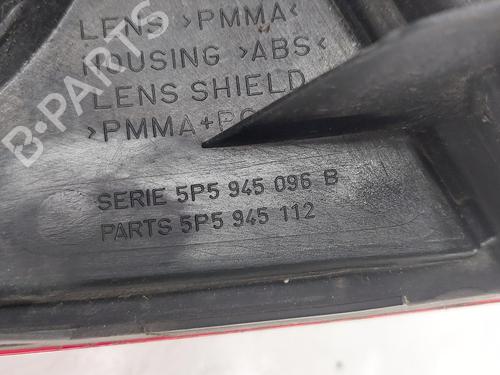 LENS >PMMA<
HOUSING >ABS<
LENS SHIELD
>PMMA+PC
SERIE 5P5 945 096 B
PARTS 5P5 945 112
B-PARTS